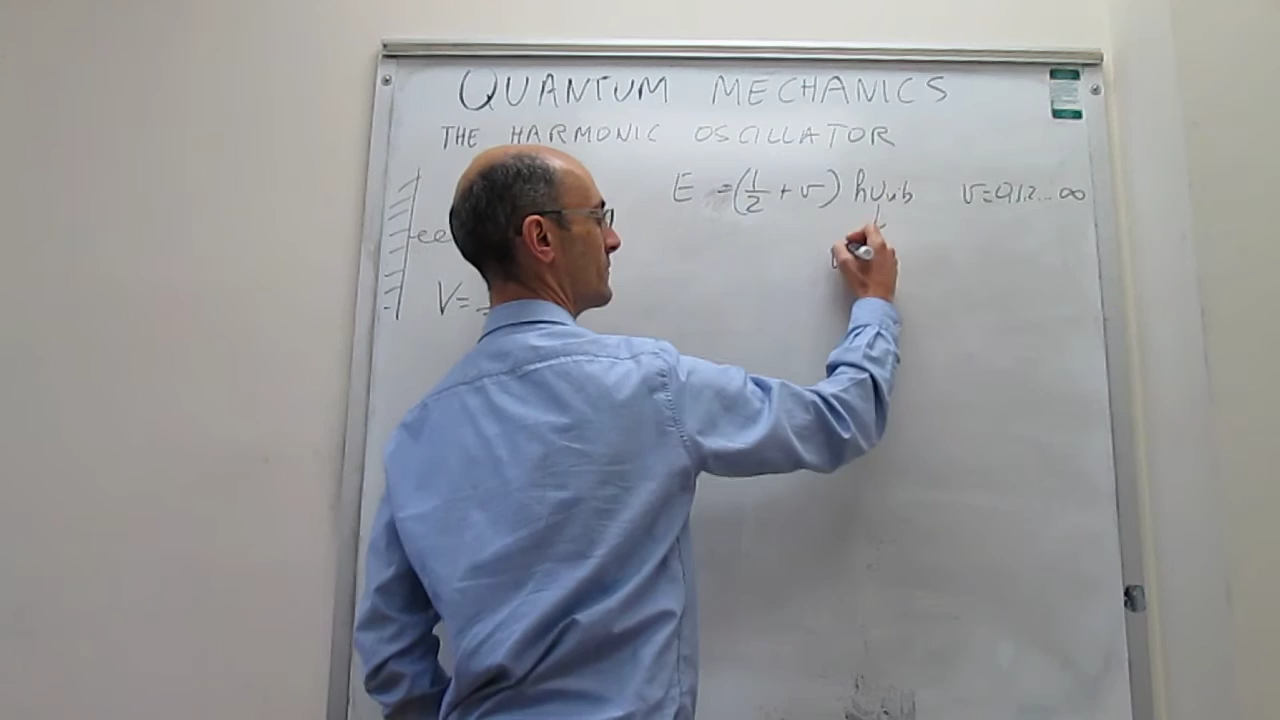 QUANTUM MECHANICS
THE HARMONIC OSCILLATOR
E = (1/2 + v) hνvib v=0,1,2...∞
V=